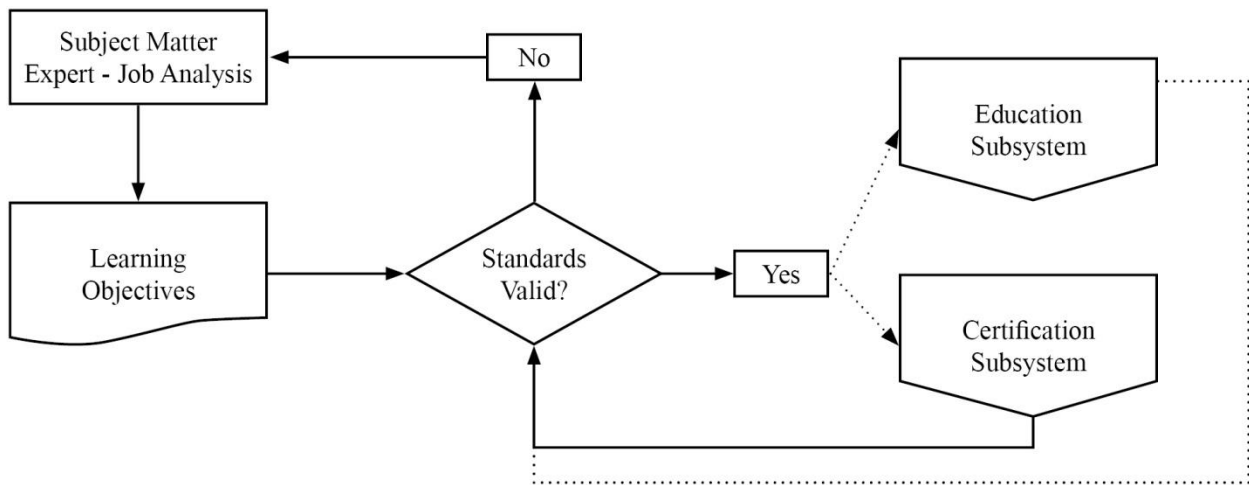 Subject Matter
Expert - Job Analysis
No
Education
Subsystem
Learning
Objectives
Standards
Valid?
Yes
Certification
Subsystem